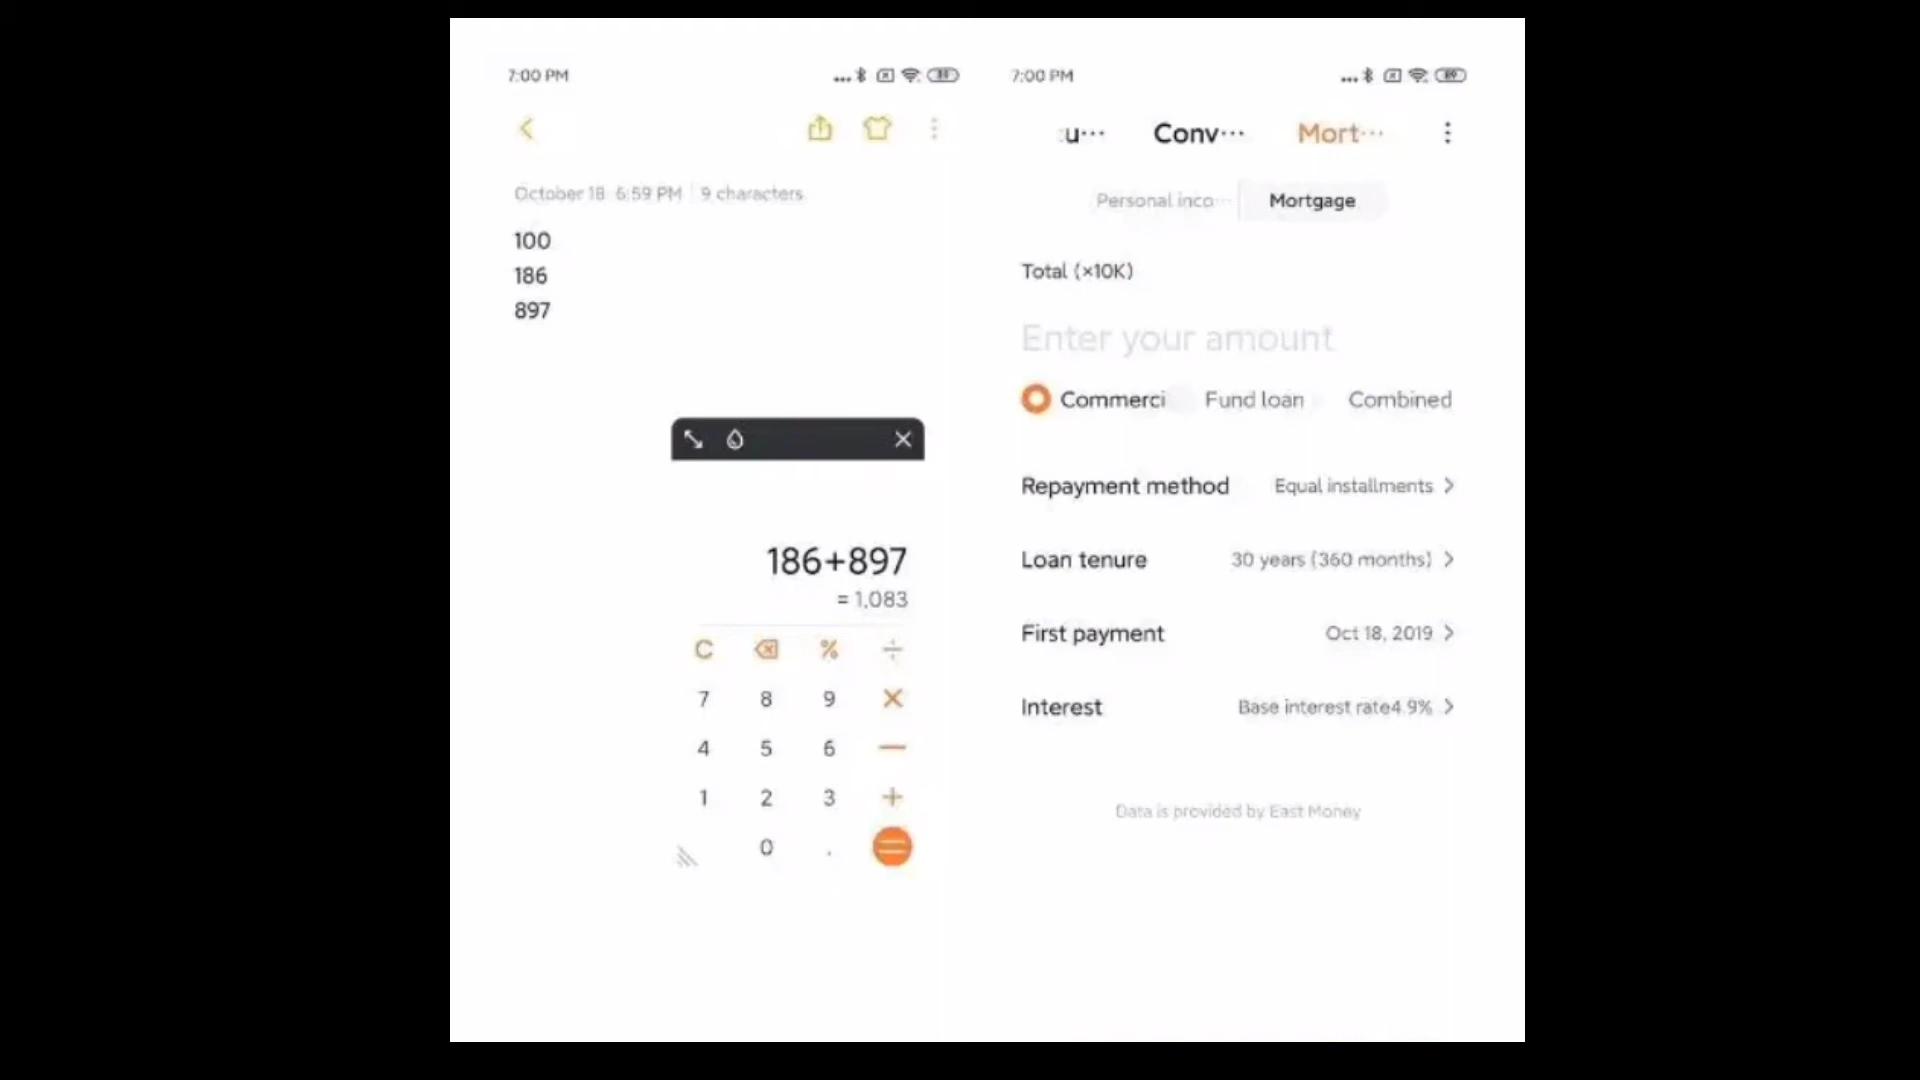 7:00 PM
October 18 6:59 PM | 9 characters
100
186
897
186+897
= 1,083
C % ÷
7 8 9 ×
4 5 6 —
1 2 3 +
0 . =
7:00 PM
:u··· Conv··· Mort···
Personal inco··· Mortgage
Total (×10K)
Enter your amount
Commerci Fund loan Combined
Repayment method Equal installments >
Loan tenure 30 years (360 months) >
First payment Oct 18, 2019 >
Interest Base interest rate4.9% >
Data is provided by East Money